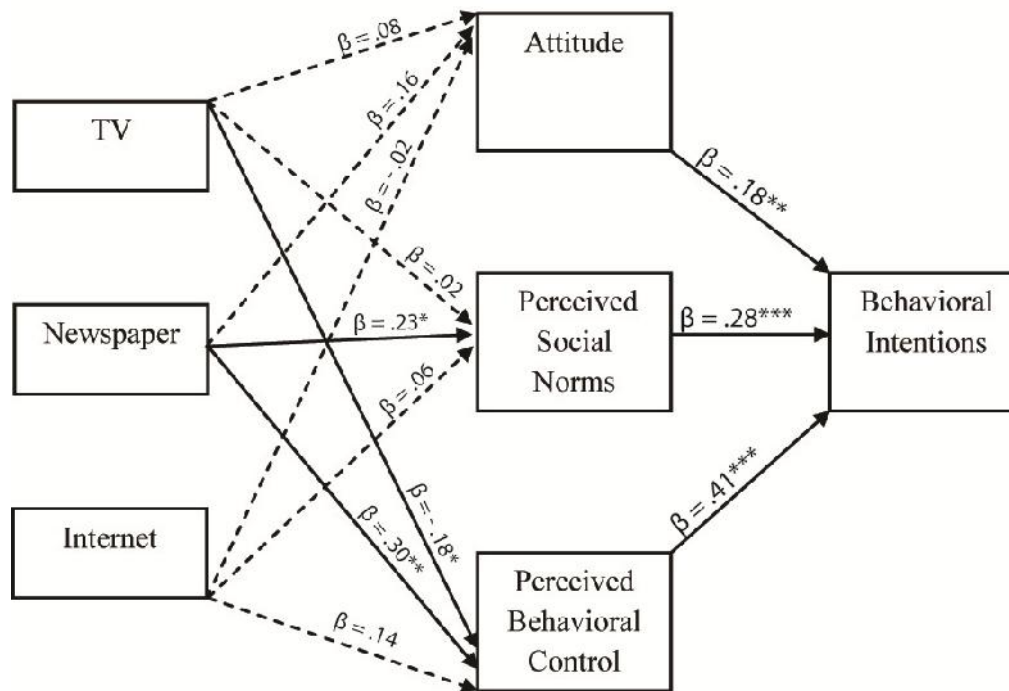 TV
Newspaper
Internet
β = .08
β = .16
β = -.02
β = .02
β = .23*
β = .06
β = -.18*
β = .30**
β = .14
Attitude
Perceived
Social
Norms
Perceived
Behavioral
Control
β = .18**
β = .28***
β = .41***
Behavioral
Intentions